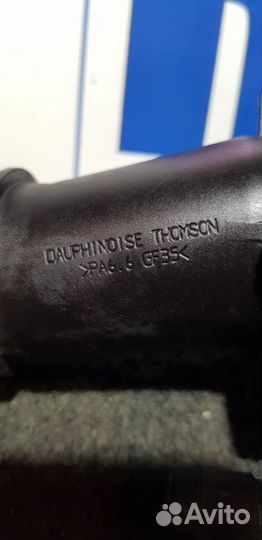 DAUPHINOISE THOMSON
>PA6.6 GF35<
Avito